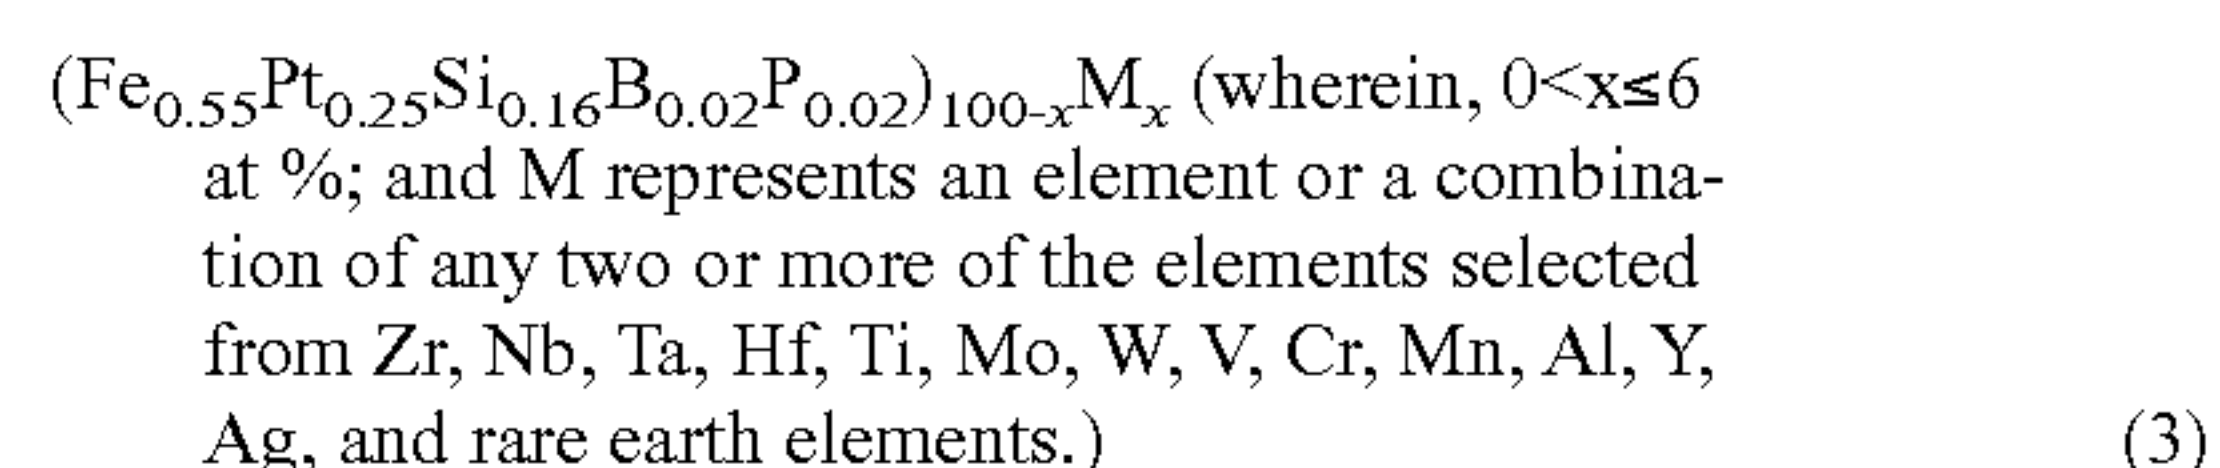 (Fe0.55Pt0.25Si0.16B0.02P0.02)100-xMx (wherein, 0<x≤6
at %; and M represents an element or a combina-
tion of any two or more of the elements selected
from Zr, Nb, Ta, Hf, Ti, Mo, W, V, Cr, Mn, Al, Y,
Ag, and rare earth elements.) (3)